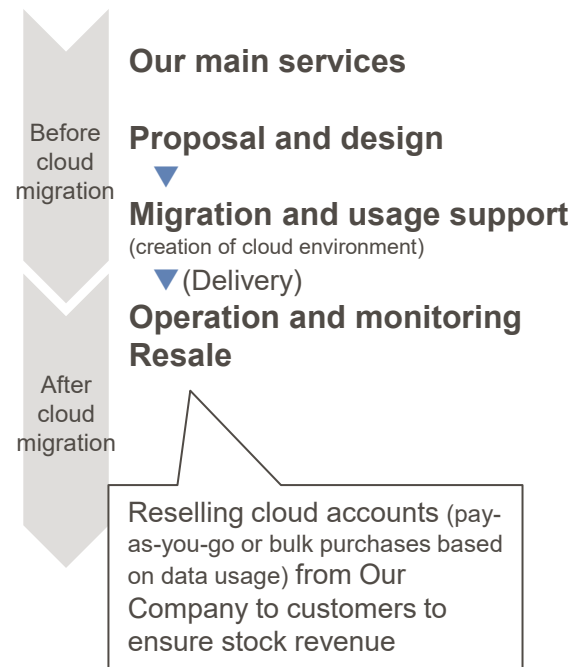 Our main services
Before
cloud
migration
Proposal and design
▼
Migration and usage support
(creation of cloud environment)
▼(Delivery)
Operation and monitoring
Resale
After
cloud
migration
Reselling cloud accounts (pay-
as-you-go or bulk purchases based
on data usage) from Our
Company to customers to
ensure stock revenue